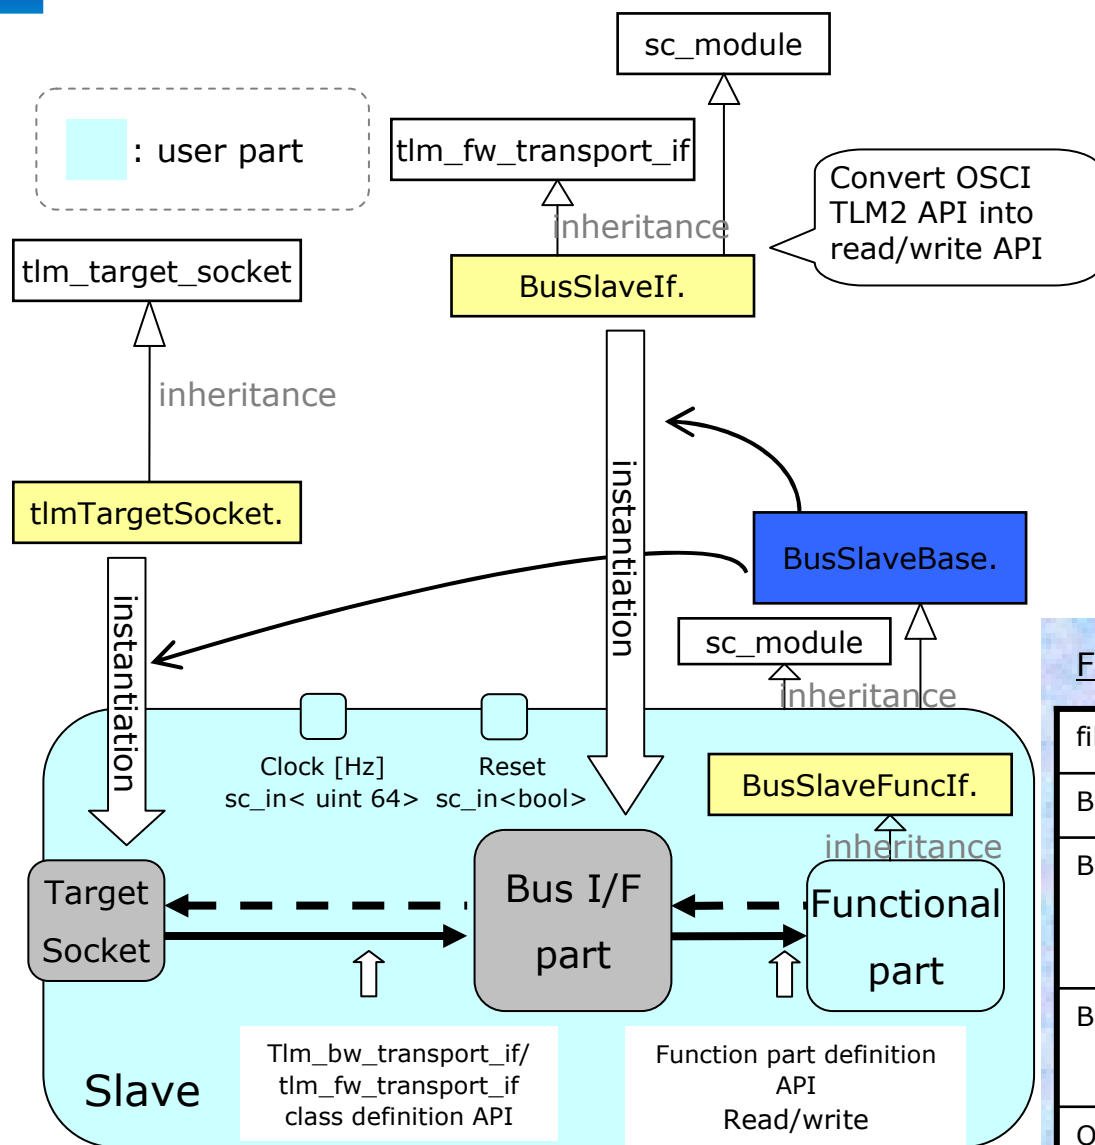 sc_module
: user part
tlm_fw_transport_if
Convert OSCI
TLM2 API into
read/write API
inheritance
tlm_target_socket
BusSlaveIf.
inheritance
instantiation
tlmTargetSocket.
BusSlaveBase.
instantiation
sc_module
inheritance
Clock [Hz]
sc_in< uint 64>
Reset
sc_in<bool>
BusSlaveFuncIf.
inheritance
Target
Socket
Bus I/F
part
Functional
part
Tlm_bw_transport_if/
tlm_fw_transport_if
class definition API
Function part definition
API
Read/write
Slave